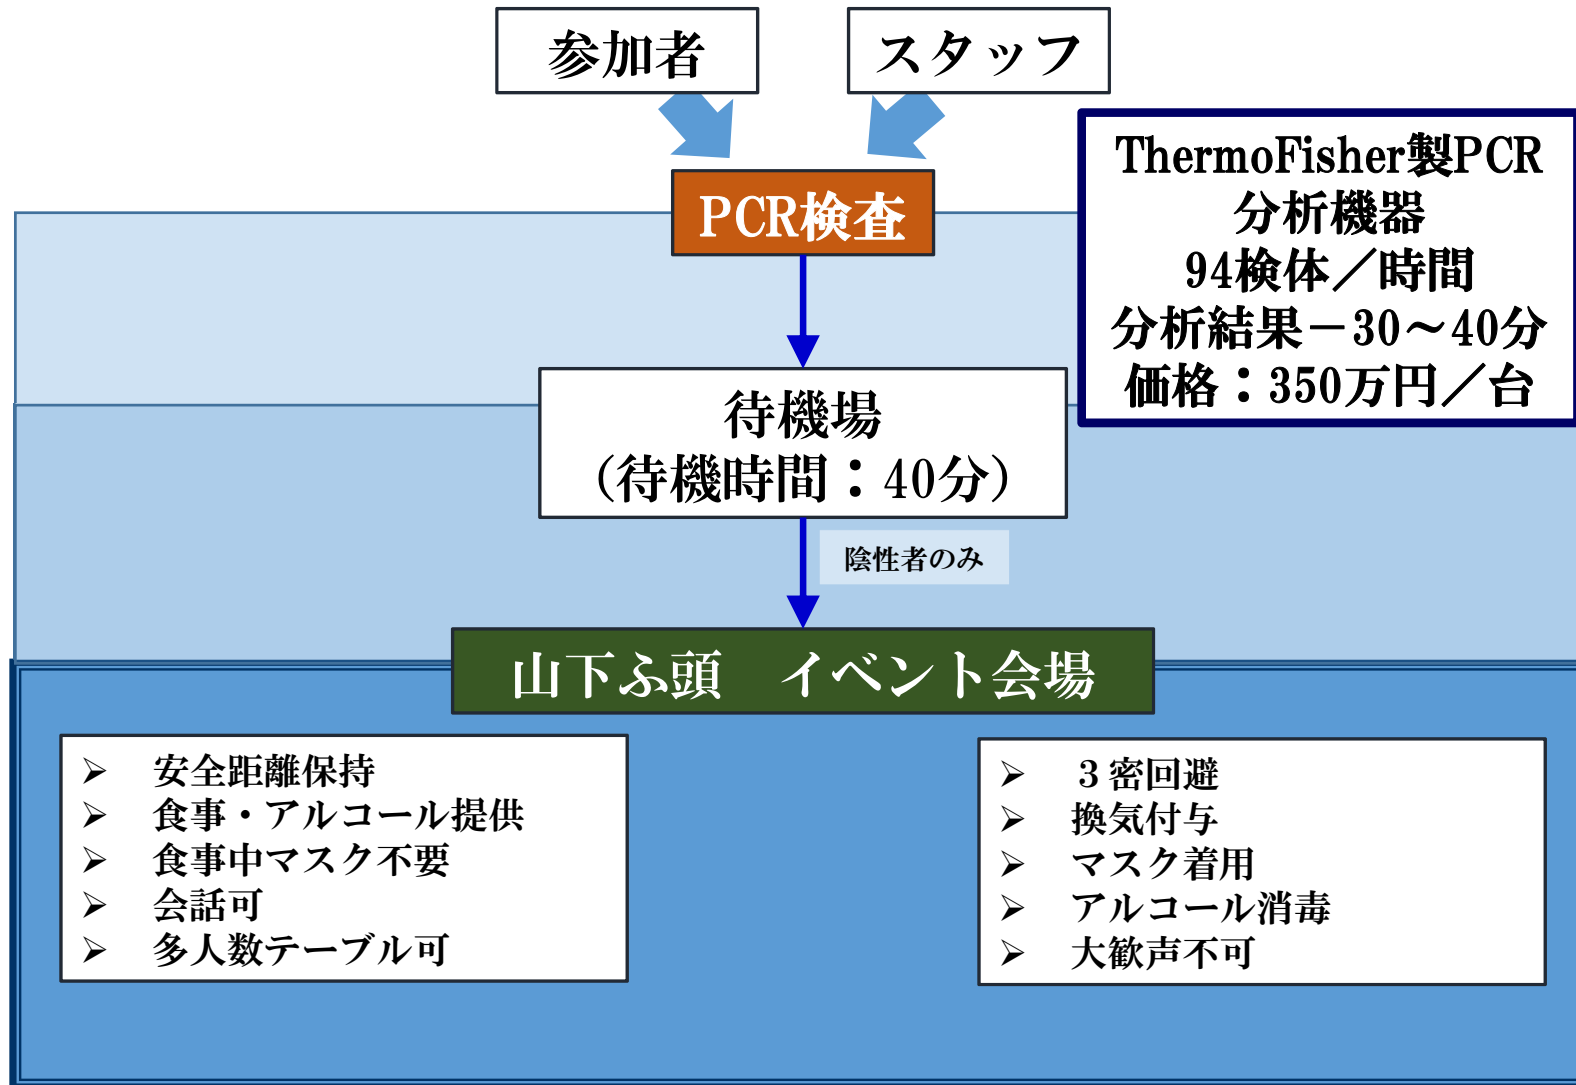 参加者
スタッフ
PCR検査
ThermoFisher製PCR
分析機器
94検体／時間
分析結果－30～40分
価格：350万円／台
待機場
（待機時間：40分）
陰性者のみ
山下ふ頭　イベント会場
➢ 安全距離保持
➢ 食事・アルコール提供
➢ 食事中マスク不要
➢ 会話可
➢ 多人数テーブル可
➢ ３密回避
➢ 換気付与
➢ マスク着用
➢ アルコール消毒
➢ 大歓声不可